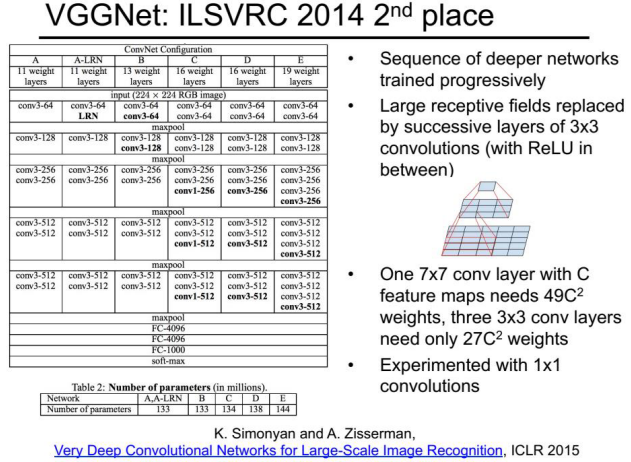 VGGNet: ILSVRC 2014 2nd place
ConvNet Configuration
A A-LRN B C D E
11 weight layers 11 weight layers 13 weight layers 16 weight layers 16 weight layers 19 weight layers
input (224 × 224 RGB image)
conv3-64 conv3-64 conv3-64 conv3-64 conv3-64 conv3-64
LRN conv3-64 conv3-64 conv3-64 conv3-64
maxpool
conv3-128 conv3-128 conv3-128 conv3-128 conv3-128 conv3-128
conv3-128 conv3-128 conv3-128 conv3-128
maxpool
conv3-256 conv3-256 conv3-256 conv3-256 conv3-256 conv3-256
conv3-256 conv3-256 conv3-256 conv3-256 conv3-256 conv3-256
conv1-256 conv3-256 conv3-256
conv3-256
maxpool
conv3-512 conv3-512 conv3-512 conv3-512 conv3-512 conv3-512
conv3-512 conv3-512 conv3-512 conv3-512 conv3-512 conv3-512
conv1-512 conv3-512 conv3-512
conv3-512
maxpool
conv3-512 conv3-512 conv3-512 conv3-512 conv3-512 conv3-512
conv3-512 conv3-512 conv3-512 conv3-512 conv3-512 conv3-512
conv1-512 conv3-512 conv3-512
conv3-512
maxpool
FC-4096
FC-4096
FC-1000
soft-max
Table 2: Number of parameters (in millions).
Network A,A-LRN B C D E
Number of parameters 133 133 134 138 144
• Sequence of deeper networks
trained progressively
• Large receptive fields replaced
by successive layers of 3x3
convolutions (with ReLU in
between)
• One 7x7 conv layer with C
feature maps needs 49C²
weights, three 3x3 conv layers
need only 27C² weights
• Experimented with 1x1
convolutions
K. Simonyan and A. Zisserman,
Very Deep Convolutional Networks for Large-Scale Image Recognition, ICLR 2015